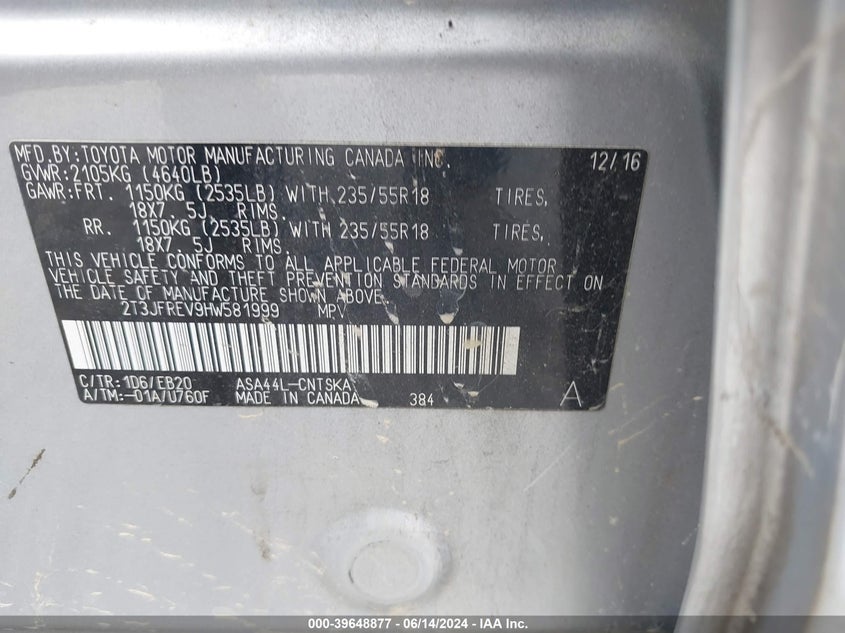 MFD.BY:TOYOTA MOTOR MANUFACTURING CANADA INC. 12/16
GVWR:2105KG (4640LB)
GAWR:FRT. 1150KG (2535LB) WITH 235/55R18 TIRES,
18X7.5J RIMS.
RR. 1150KG (2535LB) WITH 235/55R18 TIRES,
18X7.5J RIMS.
THIS VEHICLE CONFORMS TO ALL APPLICABLE FEDERAL MOTOR
VEHICLE SAFETY AND THEFT PREVENTION STANDARDS IN EFFECT ON
THE DATE OF MANUFACTURE SHOWN ABOVE.
2T3JFREV9HW581999 MPV
C/TR:1D6/EB20 ASA44L-CNTSKA
A/TM:-01A/U760F MADE IN CANADA 384 A
000-39648877 - 06/14/2024 - IAA Inc.